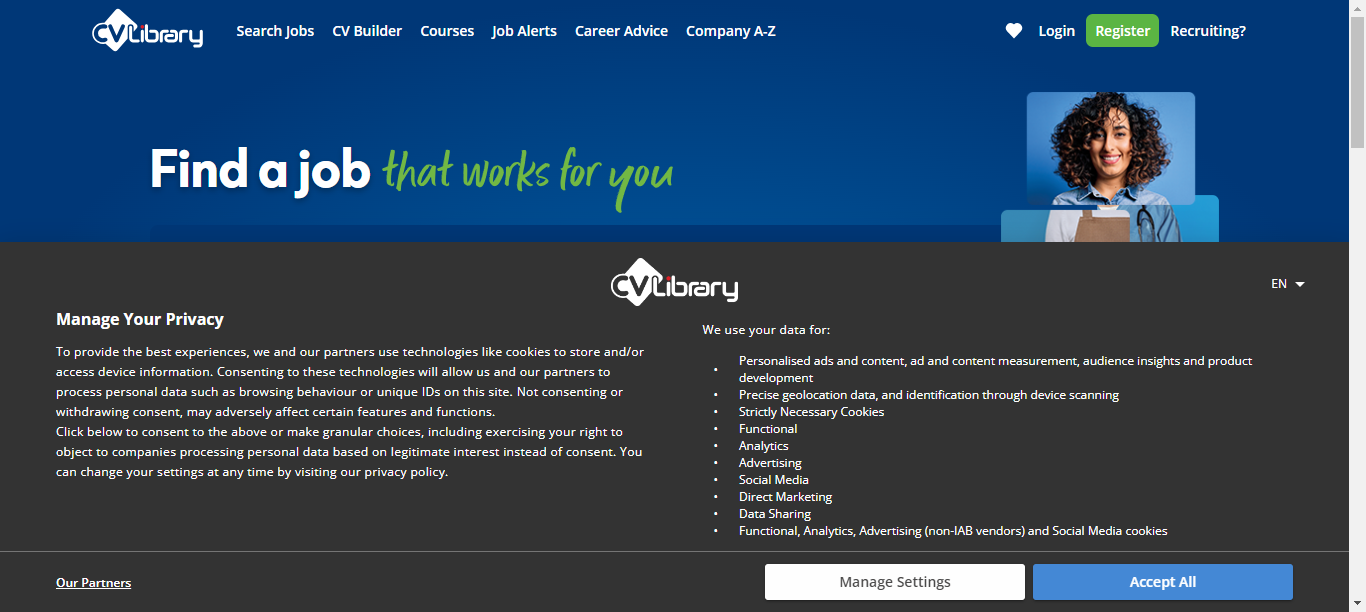 CVLibrary
Search Jobs
CV Builder
Courses
Job Alerts
Career Advice
Company A-Z
Login
Register
Recruiting?
Find a job that works for you
CVLibrary
EN
Manage Your Privacy
To provide the best experiences, we and our partners use technologies like cookies to store and/or
access device information. Consenting to these technologies will allow us and our partners to
process personal data such as browsing behaviour or unique IDs on this site. Not consenting or
withdrawing consent, may adversely affect certain features and functions.
Click below to consent to the above or make granular choices, including exercising your right to
object to companies processing personal data based on legitimate interest instead of consent. You
can change your settings at any time by visiting our privacy policy.
We use your data for:
• Personalised ads and content, ad and content measurement, audience insights and product
development
• Precise geolocation data, and identification through device scanning
• Strictly Necessary Cookies
• Functional
• Analytics
• Advertising
• Social Media
• Direct Marketing
• Data Sharing
• Functional, Analytics, Advertising (non-IAB vendors) and Social Media cookies
Our Partners
Manage Settings
Accept All